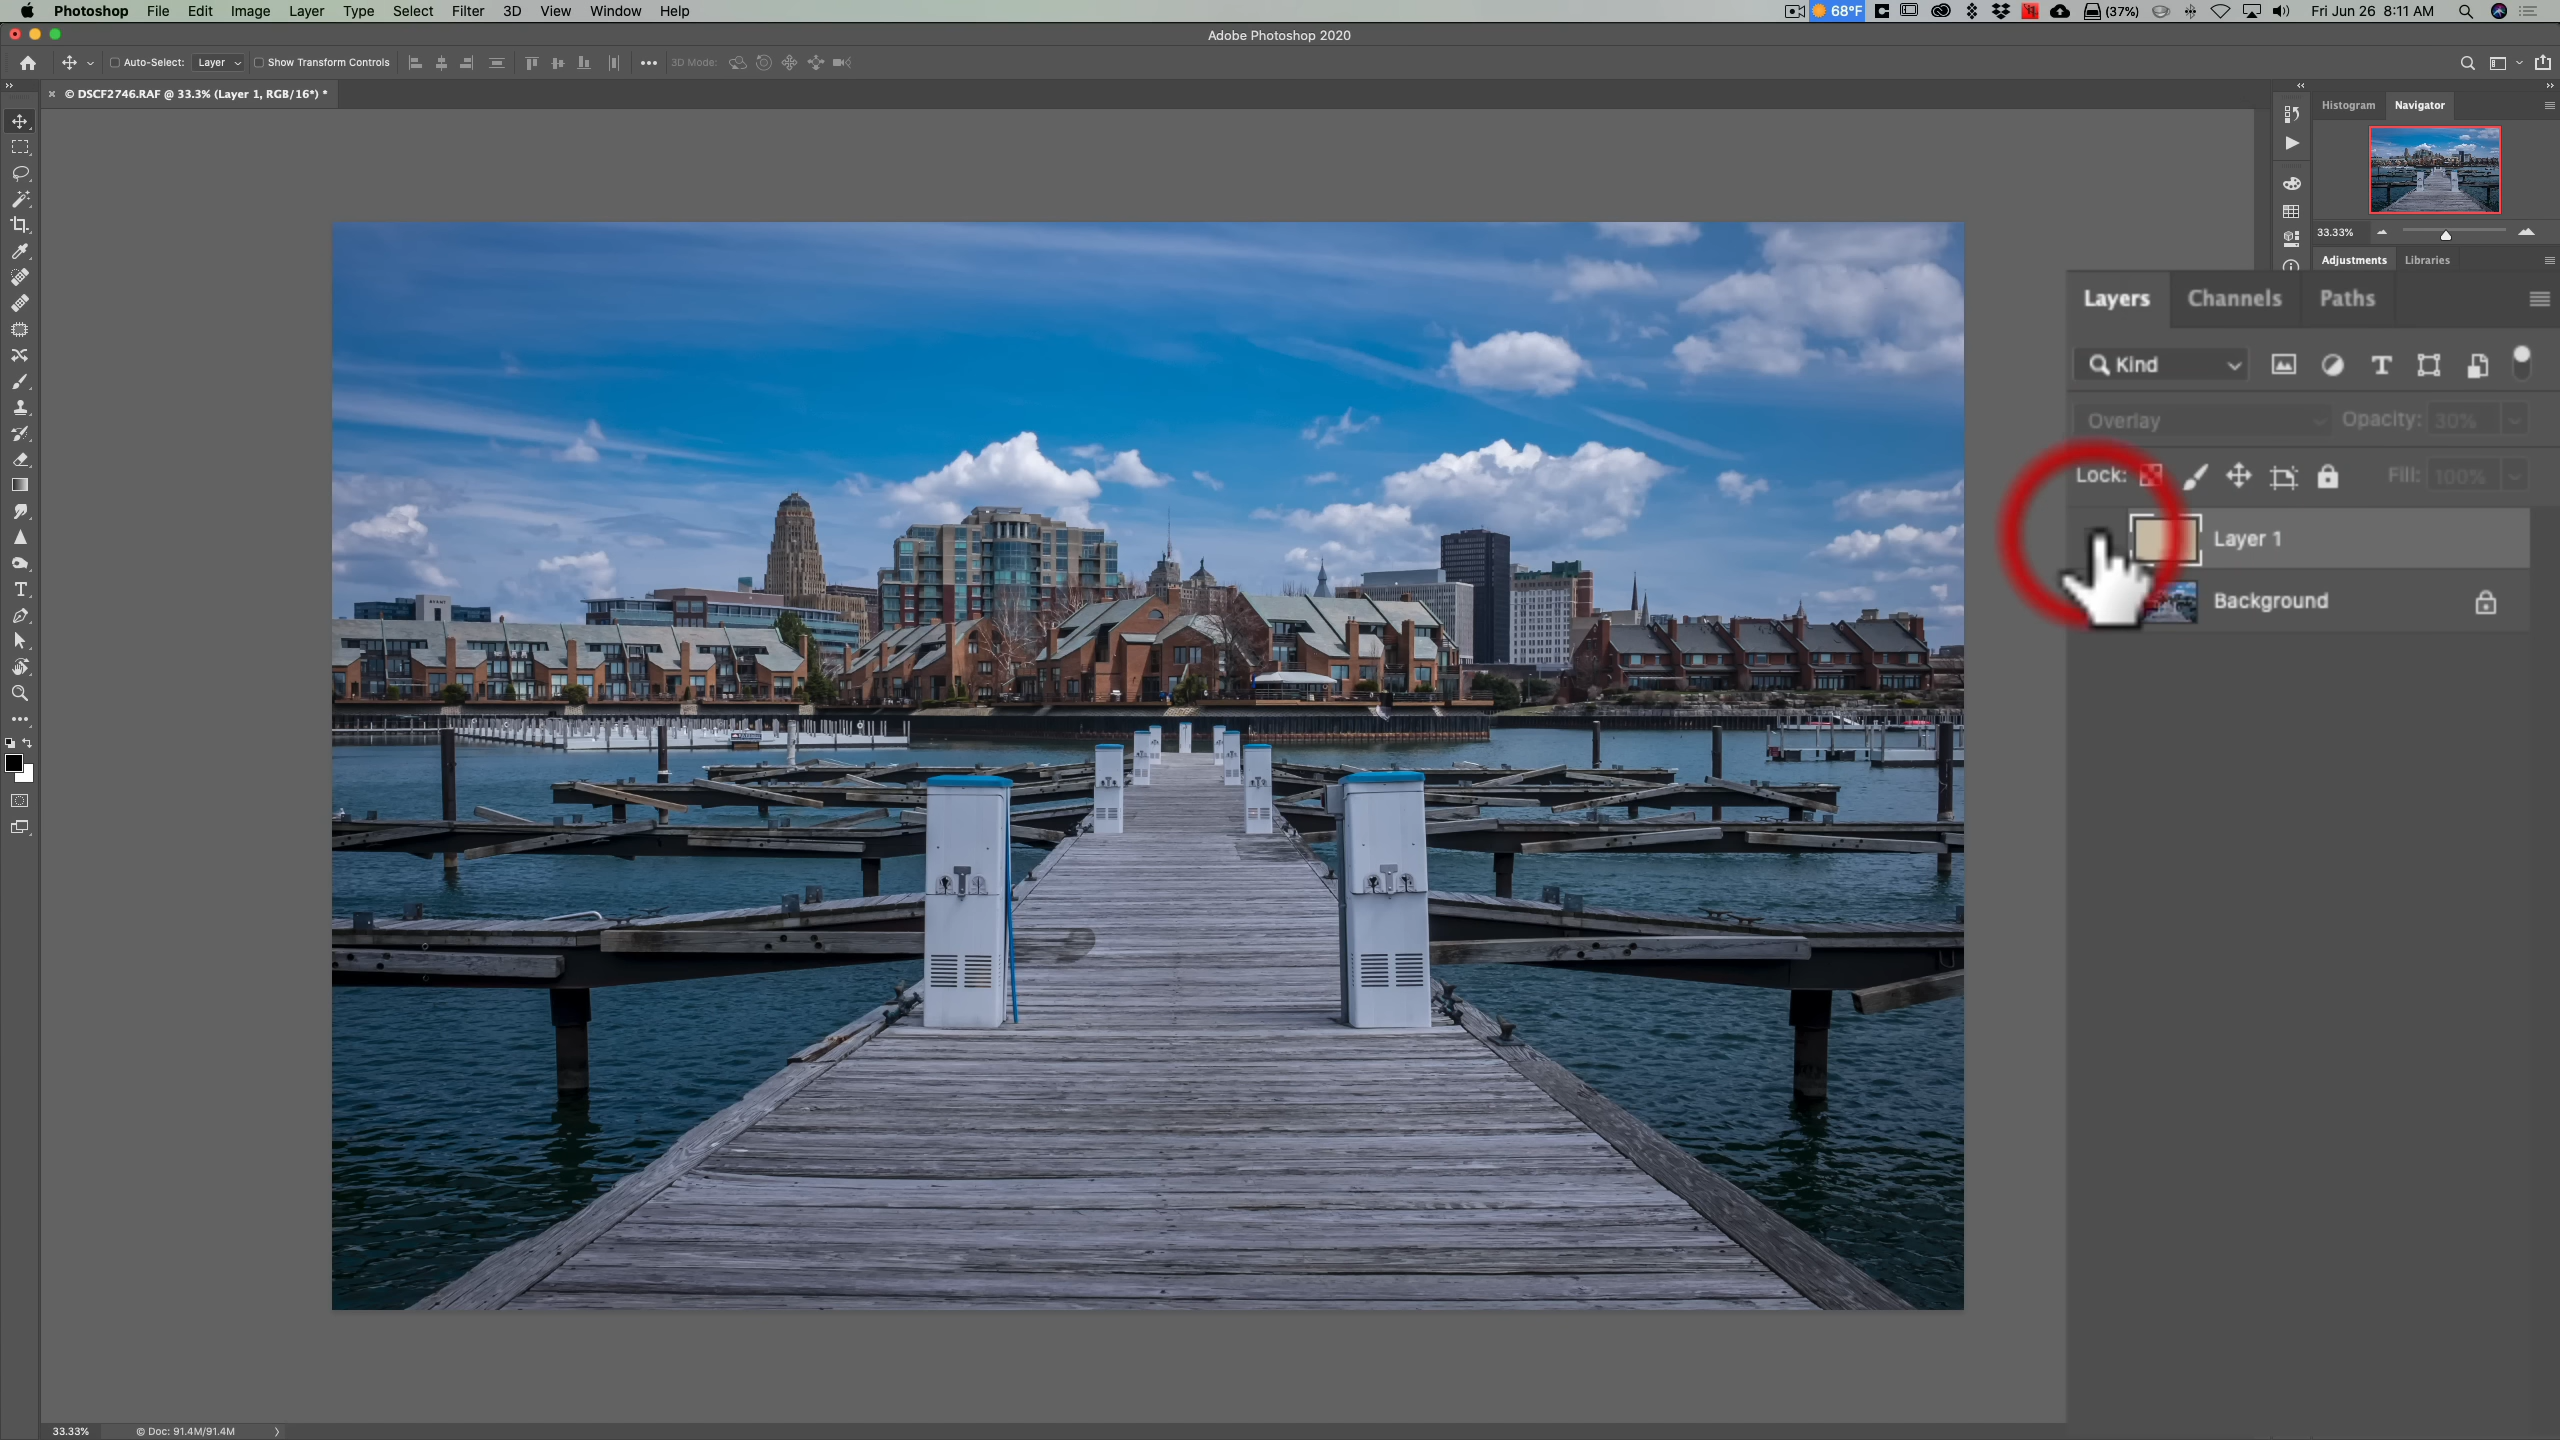 Photoshop File Edit Image Layer Type Select Filter 3D View Window Help 68°F (37%) Fri Jun 26 8:11 AM
Adobe Photoshop 2020
Auto-Select: Layer Show Transform Controls 3D Mode:
© DSCF2746.RAF @ 33.3% (Layer 1, RGB/16*) *
Histogram Navigator
33.33%
Adjustments Libraries
Layers Channels Paths
Kind
Overlay Opacity: 30%
Lock: Fill: 100%
Layer 1
Background
33.33% © Doc: 91.4M/91.4M